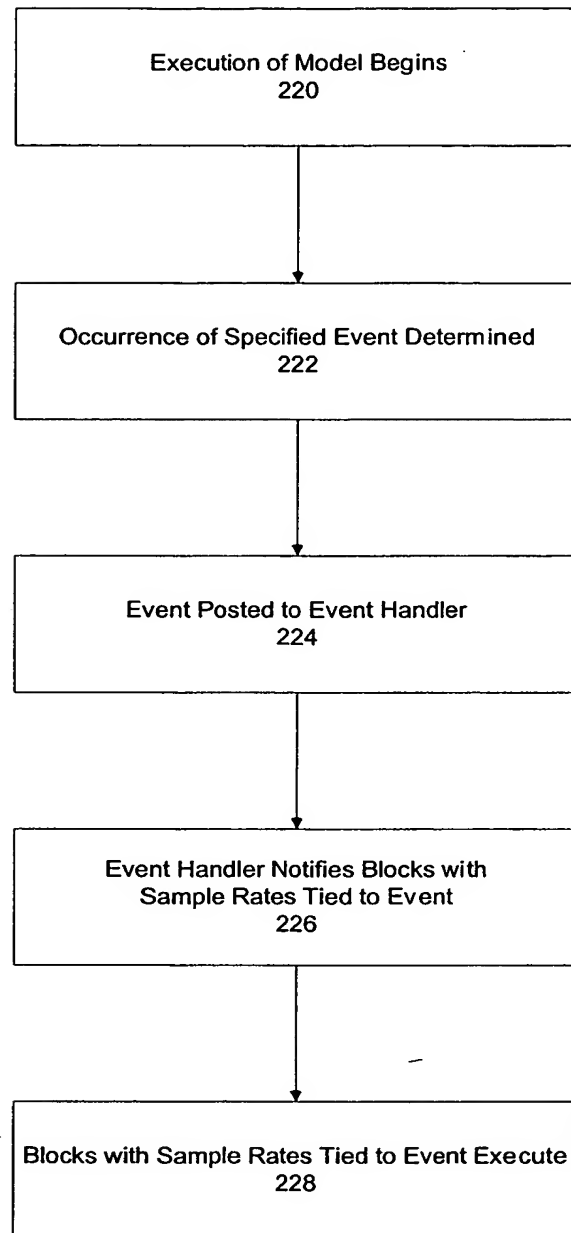 Execution of Model Begins
220
Occurrence of Specified Event Determined
222
Event Posted to Event Handler
224
Event Handler Notifies Blocks with
Sample Rates Tied to Event
226
Blocks with Sample Rates Tied to Event Execute
228